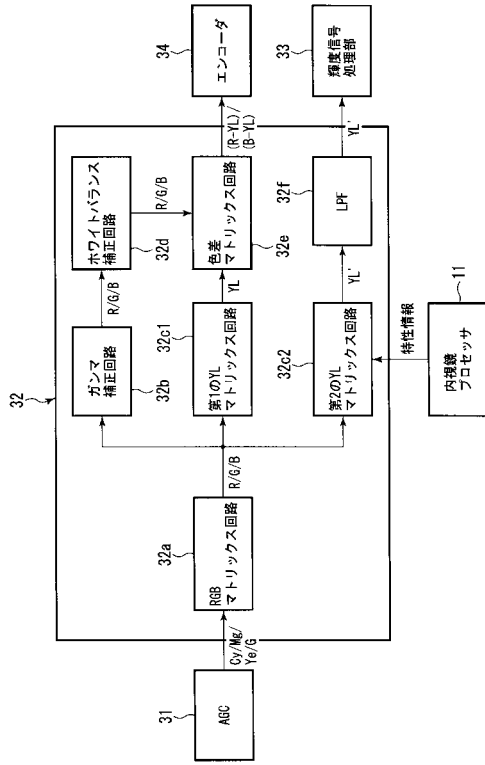 32
31
AGC
Cy/Mg/
Ye/G
32a
RGB
マトリックス回路
R/G/B
ガンマ
補正回路
32b
R/G/B
ホワイトバランス
補正回路
32d
R/G/B
32c1
第1のYL
マトリックス回路
YL
色差
マトリックス回路
32e
(R-YL)/
(B-YL)
34
エンコーダ
32c2
第2のYL
マトリックス回路
YL'
32f
LPF
YL'
33
輝度信号
処理部
特性情報
11
内視鏡
プロセッサ